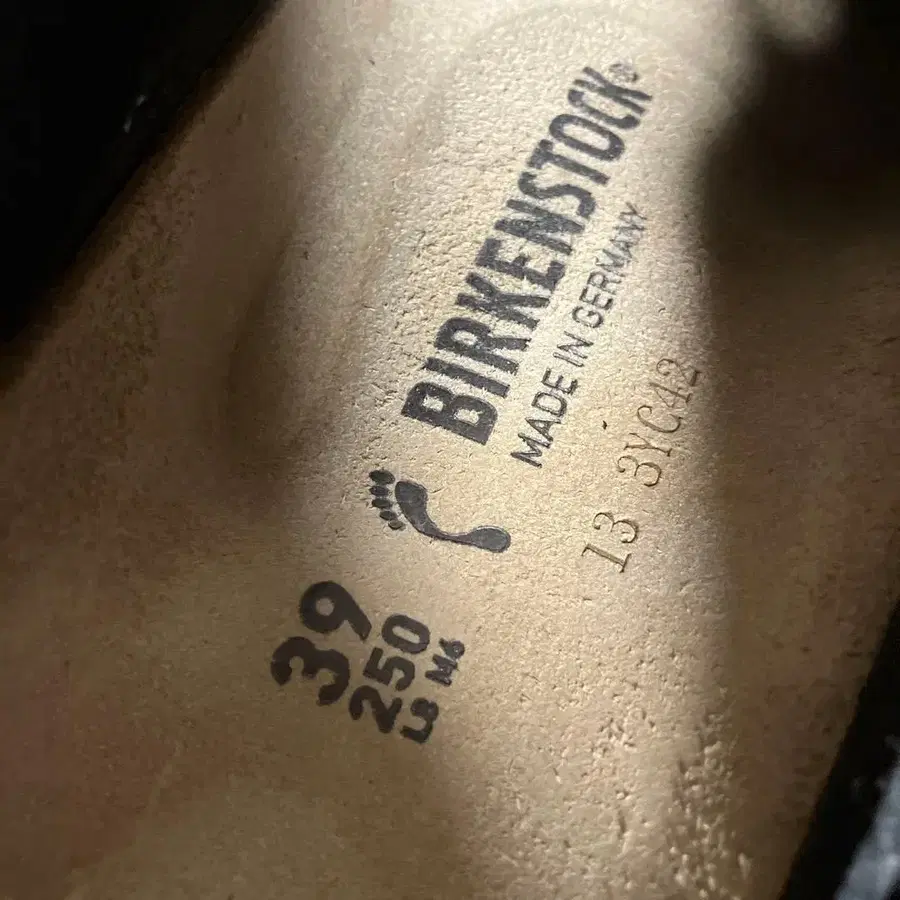 BIRKENSTOCK®
MADE IN GERMANY
13 3YC42
39
250
L8 M6